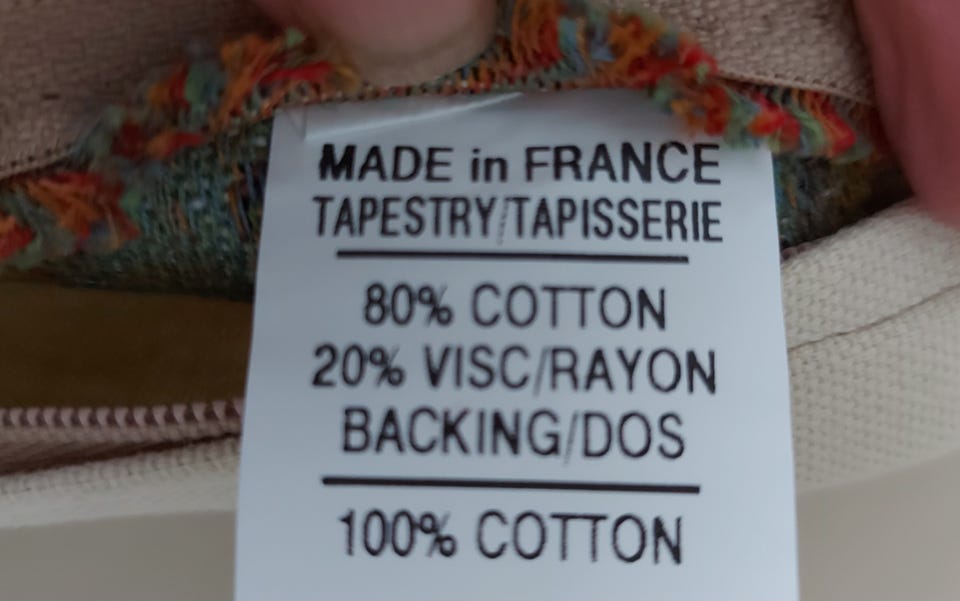 MADE in FRANCE
TAPESTRY/TAPISSERIE
80% COTTON
20% VISC/RAYON
BACKING/DOS
100% COTTON